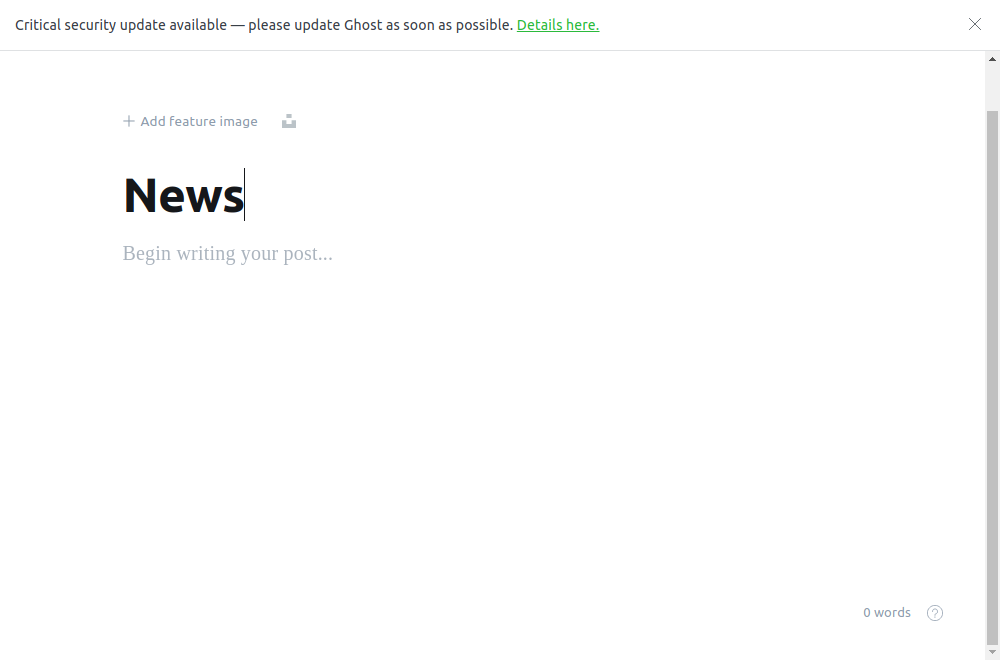 Critical security update available — please update Ghost as soon as possible. Details here.
Add feature image
News
Begin writing your post...
0 words